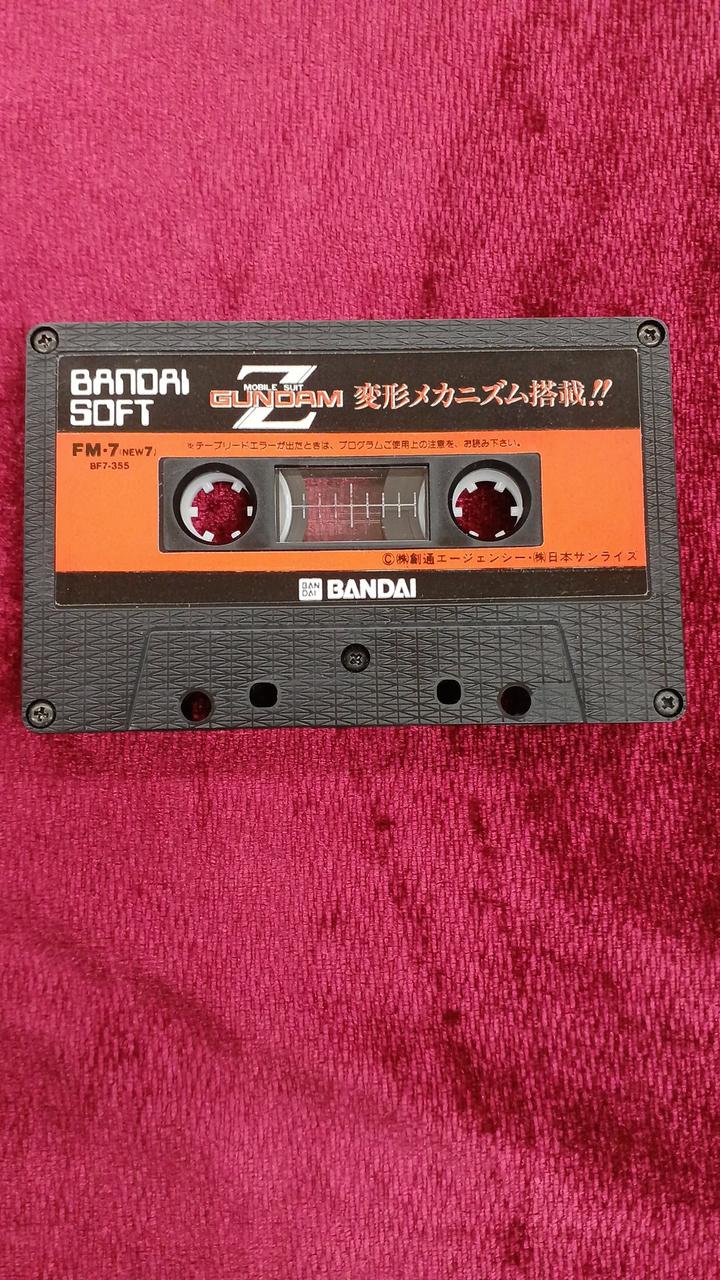 BANDAI SOFT
MOBILE SUIT
Z GUNDAM
変形メカニズム搭載!!
FM-7(NEW7)
BF7-355
※テープリードエラーが出たときは、プログラムご使用上の注意を、お読み下さい。
Ⓒ㈱創通エージェンシー・㈱日本サンライズ
BAN DAI BANDAI